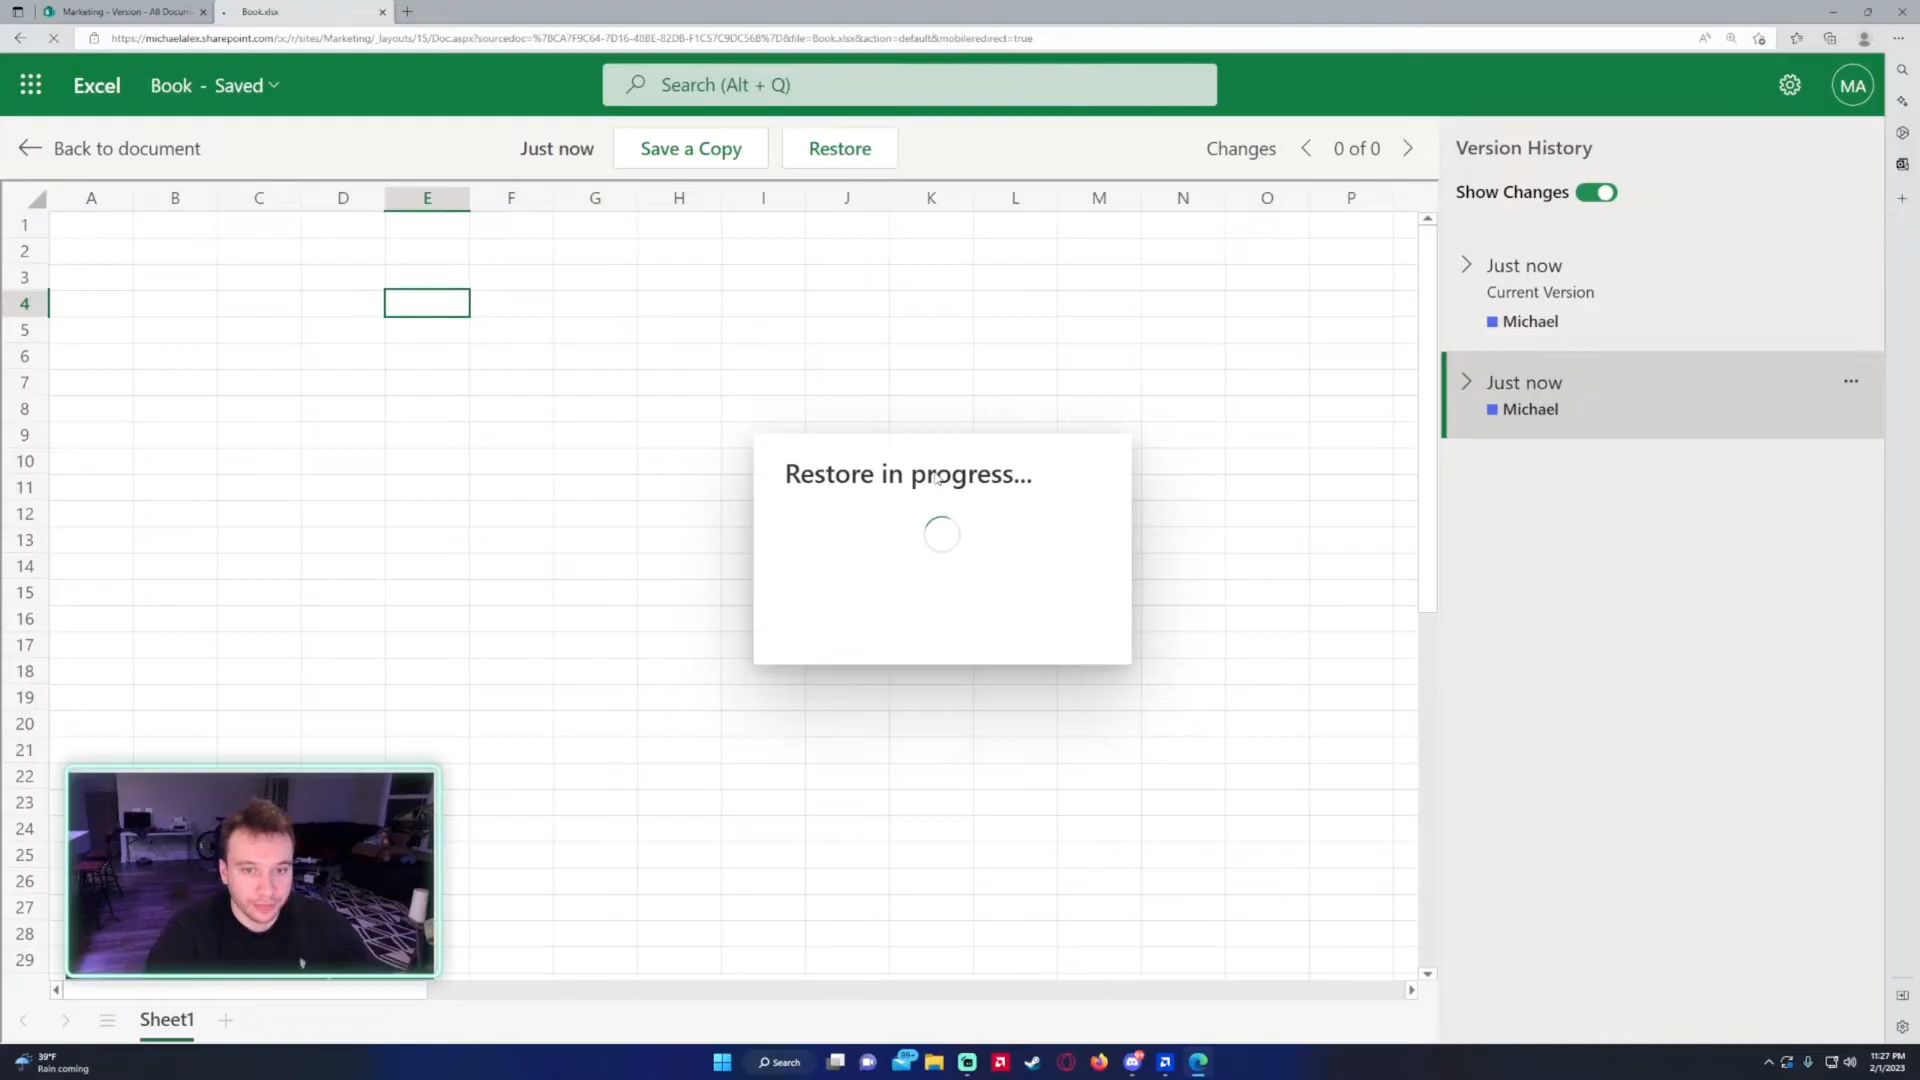 Marketing - Version - All Docum
Book.xlsx
Excel
Book - Saved
Search (Alt + Q)
MA
Back to document
Just now
Save a Copy
Restore
Changes
0 of 0
Version History
Show Changes
A B C D E F G H I J K L M N O P
1
2
3
4
5
6
7
8
9
10
11
12
13
14
15
16
17
18
19
20
21
22
23
24
25
26
27
28
29
Just now
Current Version
Michael
Just now
Michael
Restore in progress...
Sheet1
39°F
Rain coming
Search
99+
11:27 PM
2/1/2023